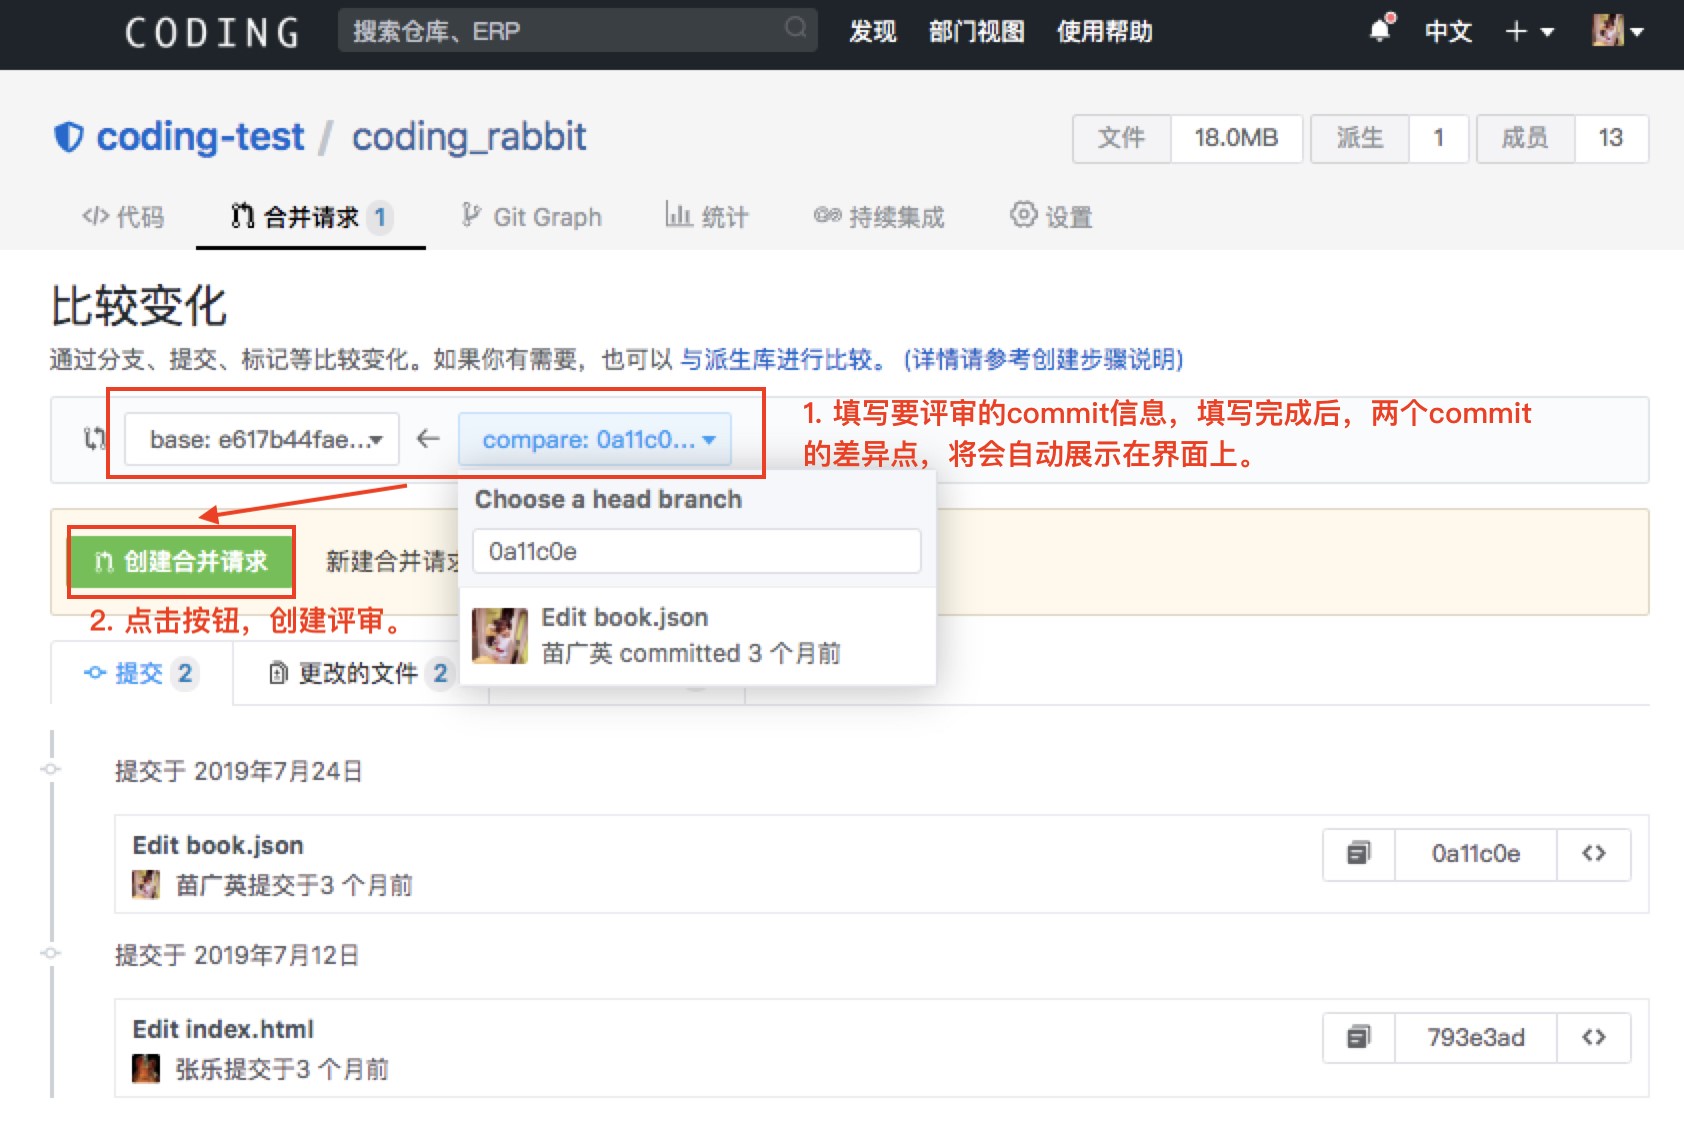 CODING 搜索仓库、ERP 发现 部门视图 使用帮助 中文
coding-test / coding_rabbit 文件 18.0MB 派生 1 成员 13
代码 合并请求 1 Git Graph 统计 持续集成 设置
比较变化
通过分支、提交、标记等比较变化。如果你有需要，也可以 与派生库进行比较。 (详情请参考创建步骤说明)
base: e617b44fae... ← compare: 0a11c0...
1. 填写要评审的commit信息，填写完成后，两个commit
的差异点，将会自动展示在界面上。
Choose a head branch
0a11c0e
创建合并请求 新建合并请求
2. 点击按钮，创建评审。
Edit book.json
苗广英 committed 3 个月前
提交 2 更改的文件 2
提交于 2019年7月24日
Edit book.json
苗广英提交于3 个月前
0a11c0e
提交于 2019年7月12日
Edit index.html
张乐提交于3 个月前
793e3ad